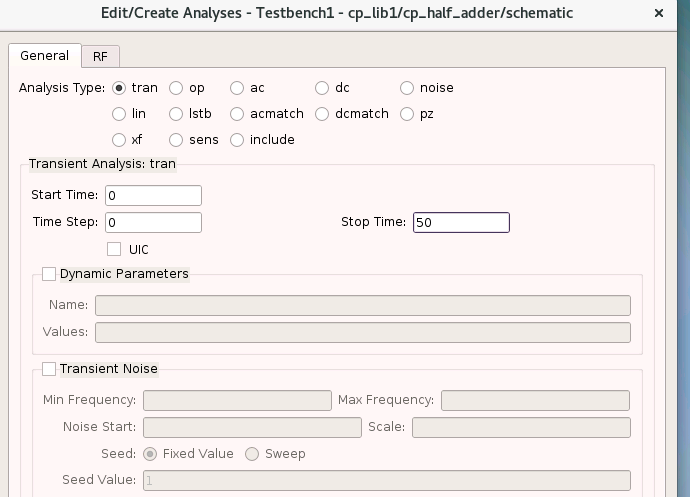 Edit/Create Analyses - Testbench1 - cp_lib1/cp_half_adder/schematic ×
General RF
Analysis Type: tran op ac dc noise
lin lstb acmatch dcmatch pz
xf sens include
Transient Analysis: tran
Start Time: 0
Time Step: 0 Stop Time: 50
UIC
Dynamic Parameters
Name:
Values:
Transient Noise
Min Frequency: Max Frequency:
Noise Start: Scale:
Seed: Fixed Value Sweep
Seed Value: 1